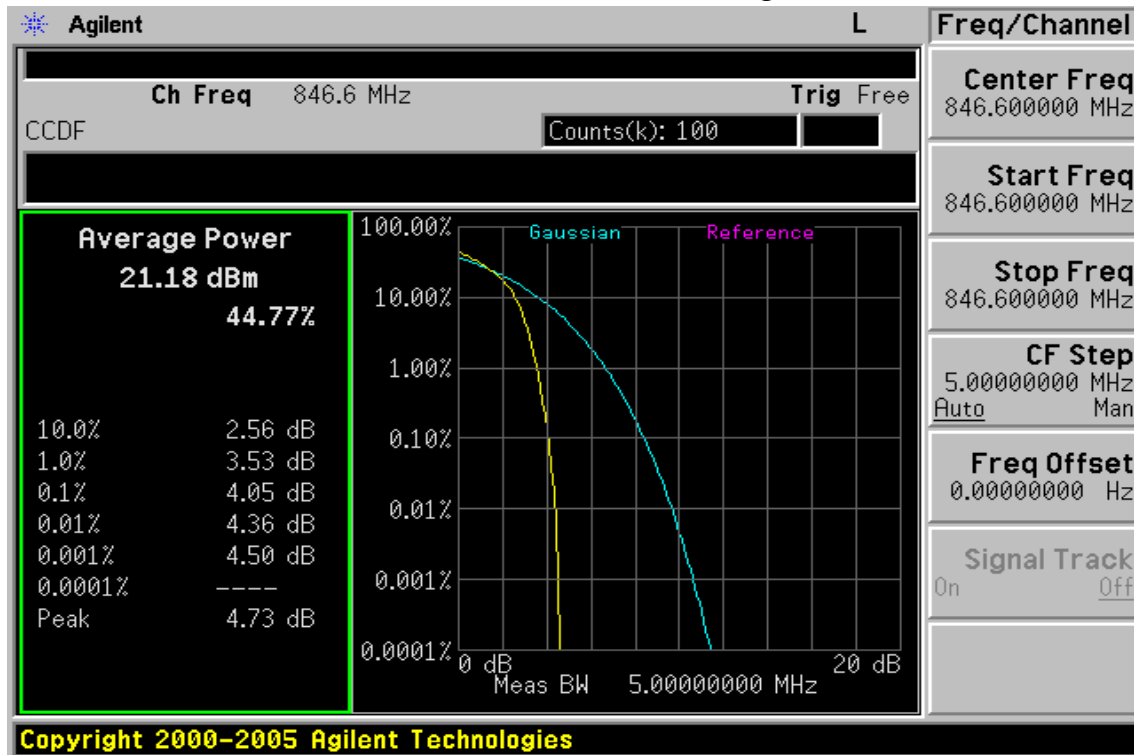 Agilent L Freq/Channel
Ch Freq 846.6 MHz Trig Free
CCDF Counts(k): 100
Center Freq
846.600000 MHz
Start Freq
846.600000 MHz
Stop Freq
846.600000 MHz
CF Step
5.00000000 MHz
Auto Man
Freq Offset
0.00000000 Hz
Signal Track
On Off
Average Power
21.18 dBm
44.77%
10.0% 2.56 dB
1.0% 3.53 dB
0.1% 4.05 dB
0.01% 4.36 dB
0.001% 4.50 dB
0.0001% ----
Peak 4.73 dB
Gaussian Reference
100.00%
10.00%
1.00%
0.10%
0.01%
0.001%
0.0001%
0 dB 20 dB
Meas BW 5.00000000 MHz
Copyright 2000-2005 Agilent Technologies